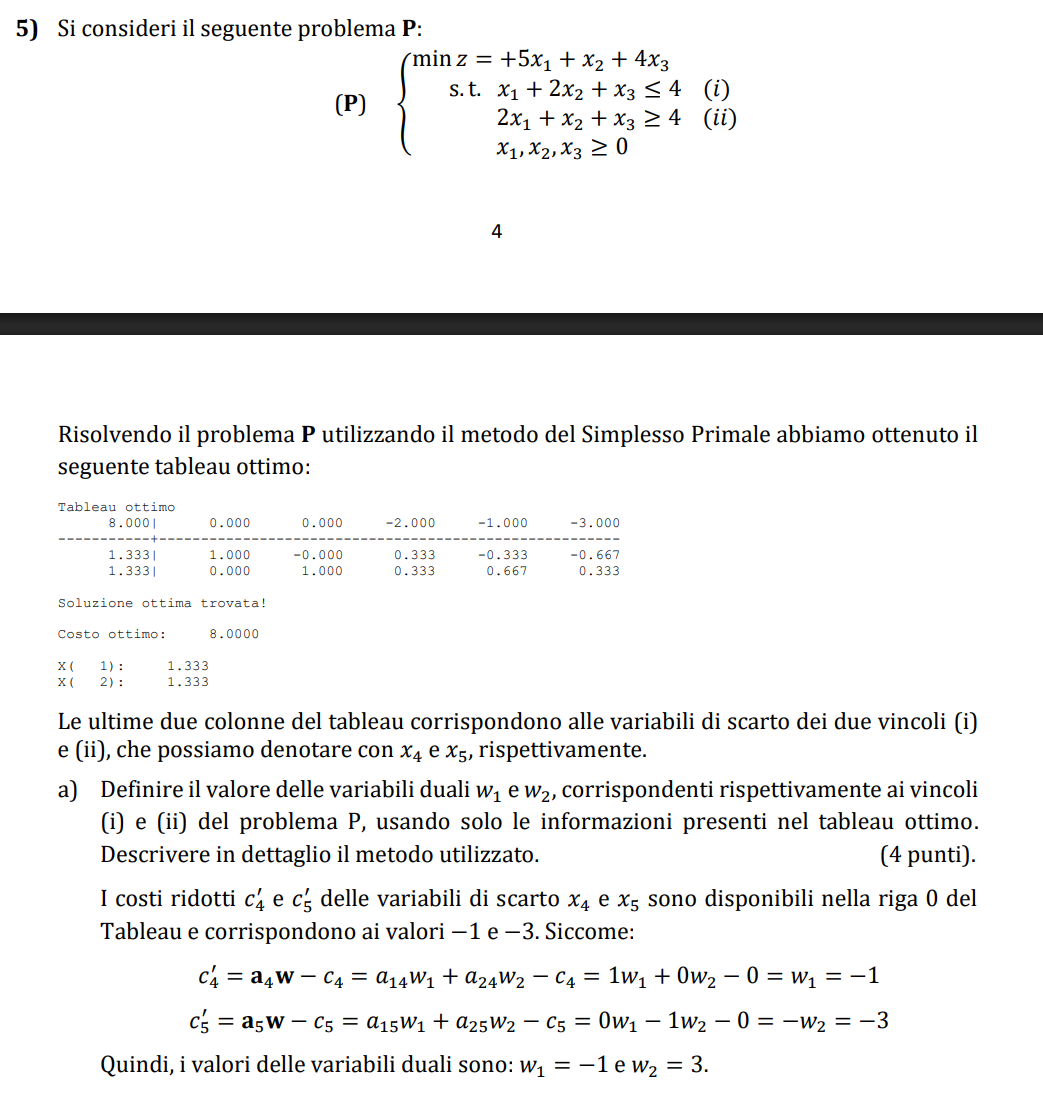 5) Si consideri il seguente problema P:
min z = +5x₁ + x₂ + 4x₃
(P) s.t. x₁ + 2x₂ + x₃ ≤ 4 (i)
2x₁ + x₂ + x₃ ≥ 4 (ii)
x₁, x₂, x₃ ≥ 0
4
Risolvendo il problema P utilizzando il metodo del Simplesso Primale abbiamo ottenuto il
seguente tableau ottimo:
Tableau ottimo
8.000| 0.000 0.000 -2.000 -1.000 -3.000
-----------+------------------------------------------------------------
1.333| 1.000 -0.000 0.333 -0.333 -0.667
1.333| 0.000 1.000 0.333 0.667 0.333
Soluzione ottima trovata!
Costo ottimo: 8.0000
X( 1): 1.333
X( 2): 1.333
Le ultime due colonne del tableau corrispondono alle variabili di scarto dei due vincoli (i)
e (ii), che possiamo denotare con x₄ e x₅, rispettivamente.
a) Definire il valore delle variabili duali w₁ e w₂, corrispondenti rispettivamente ai vincoli
(i) e (ii) del problema P, usando solo le informazioni presenti nel tableau ottimo.
Descrivere in dettaglio il metodo utilizzato. (4 punti).
I costi ridotti c₄′ e c₅′ delle variabili di scarto x₄ e x₅ sono disponibili nella riga 0 del
Tableau e corrispondono ai valori −1 e −3. Siccome:
c₄′ = a₄w − c₄ = a₁₄w₁ + a₂₄w₂ − c₄ = 1w₁ + 0w₂ − 0 = w₁ = −1
c₅′ = a₅w − c₅ = a₁₅w₁ + a₂₅w₂ − c₅ = 0w₁ − 1w₂ − 0 = −w₂ = −3
Quindi, i valori delle variabili duali sono: w₁ = −1 e w₂ = 3.